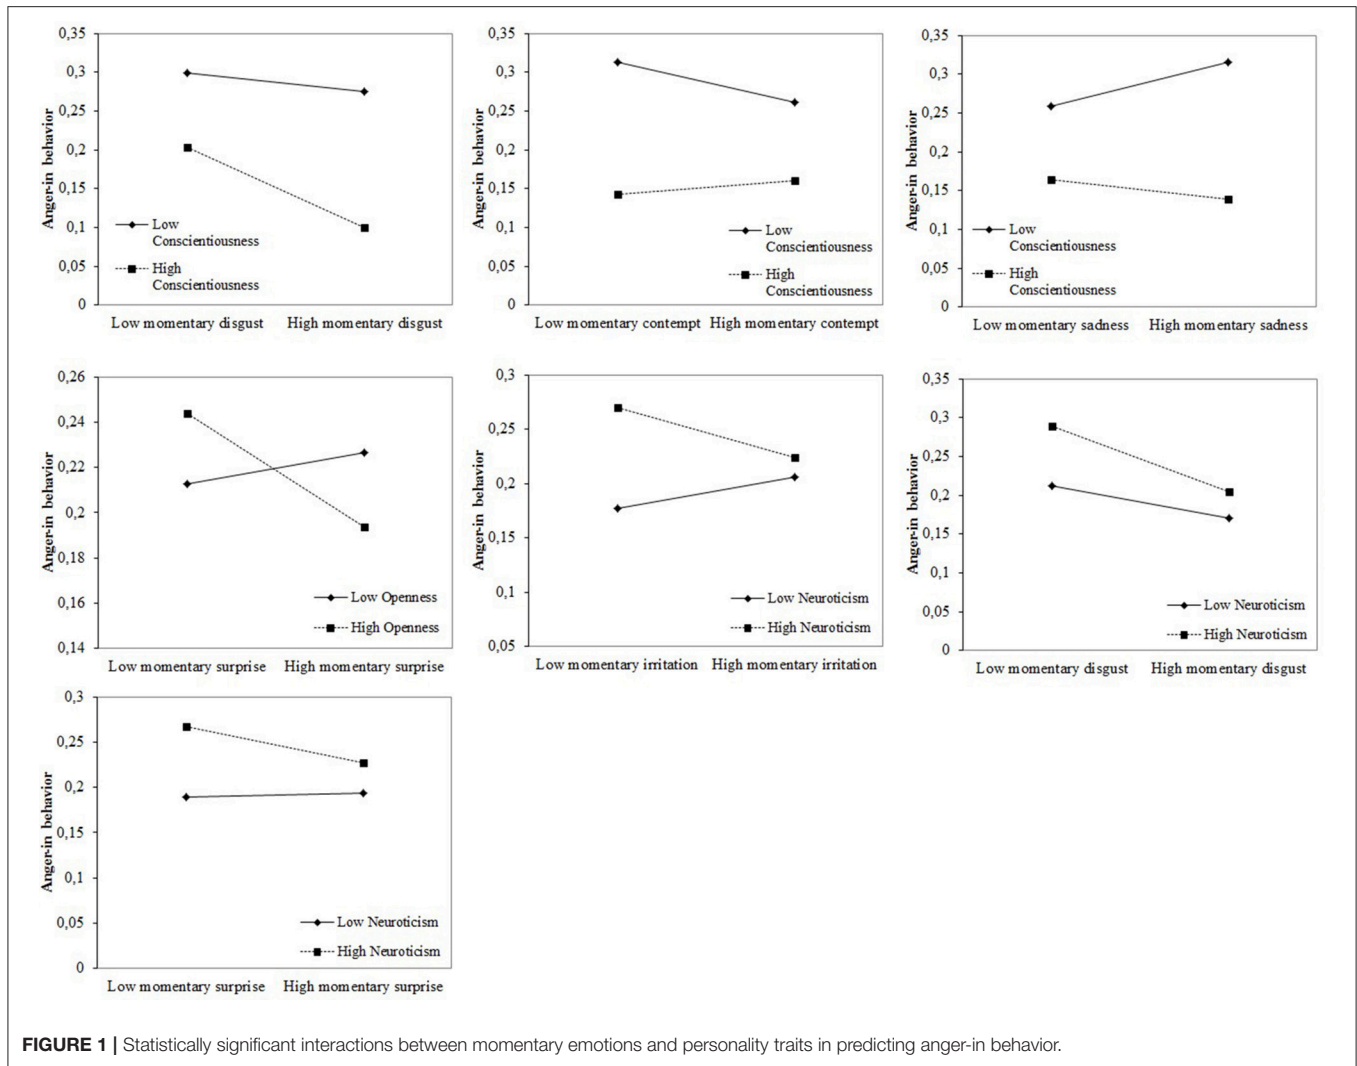 0,35
0,3
0,25
0,2
0,15
0,1
0,05
0
Anger-in behavior
Low
Conscientiousness
High
Conscientiousness
Low momentary disgust High momentary disgust
0,35
0,3
0,25
0,2
0,15
0,1
0,05
0
Anger-in behavior
Low
Conscientiousness
High
Conscientiousness
Low momentary contempt High momentary contempt
0,35
0,3
0,25
0,2
0,15
0,1
0,05
0
Anger-in behavior
Low
Conscientiousness
High
Conscientiousness
Low momentary sadness High momentary sadness
0,26
0,24
0,22
0,2
0,18
0,16
0,14
Anger-in behavior
Low Openness
High Openness
Low momentary surprise High momentary surprise
0,3
0,25
0,2
0,15
0,1
0,05
Anger-in behavior
Low Neuroticism
High Neuroticism
Low momentary irritation High momentary irritation
0,35
0,3
0,25
0,2
0,15
0,1
0,05
0
Anger-in behavior
Low Neuroticism
High Neuroticism
Low momentary disgust High momentary disgust
0,3
0,25
0,2
0,15
0,1
0,05
0
Anger-in behavior
Low Neuroticism
High Neuroticism
Low momentary surprise High momentary surprise
FIGURE 1 | Statistically significant interactions between momentary emotions and personality traits in predicting anger-in behavior.